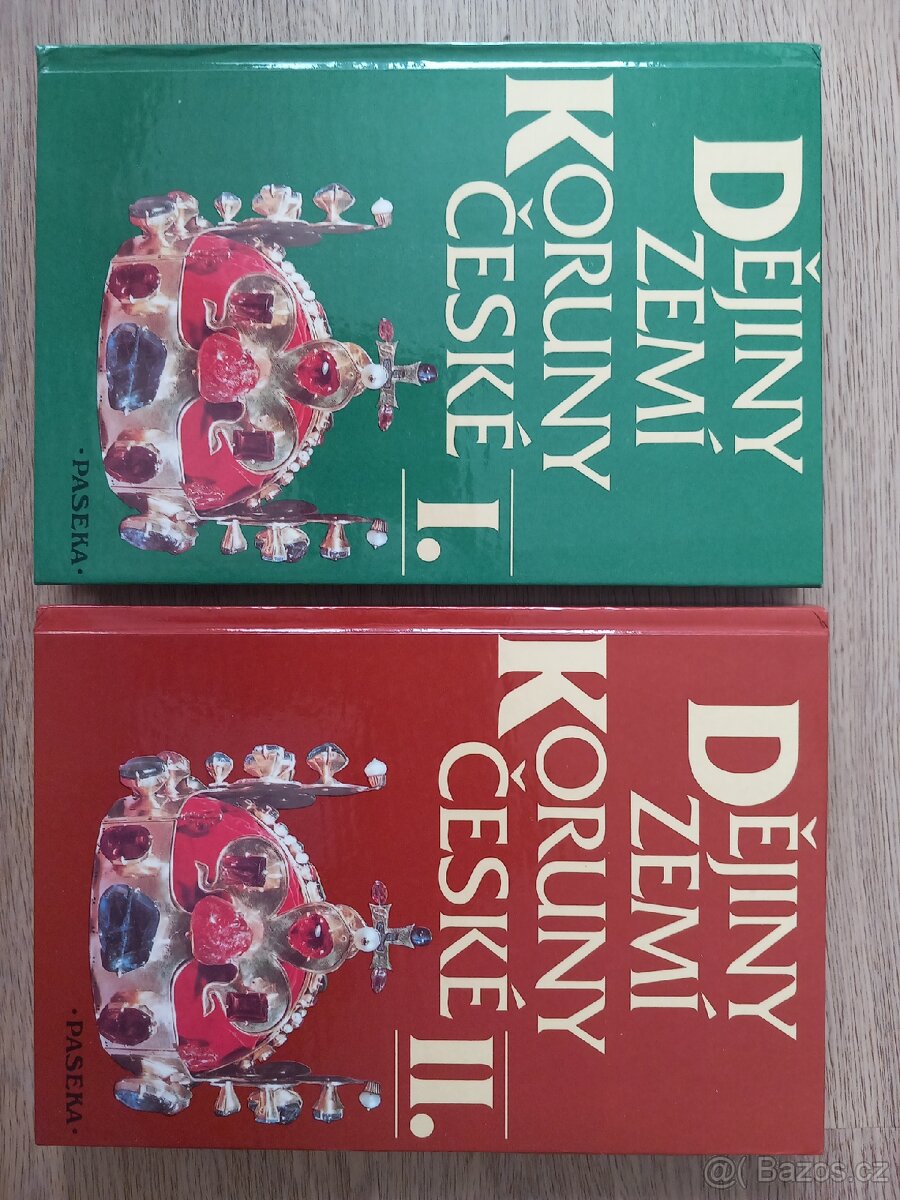 DĚJINY
ZEMÍ
KORUNY
ČESKÉ I.
·PASEKA·
DĚJINY
ZEMÍ
KORUNY
ČESKÉ II.
·PASEKA·
@( Bazos.cz